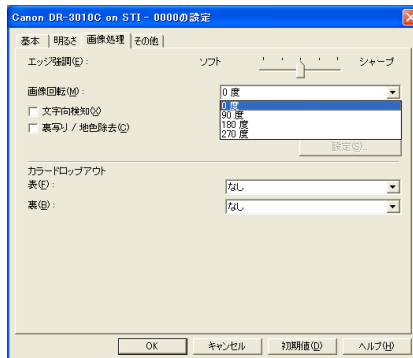 Canon DR-3010C on STI - 0000の設定
基本 明るさ 画像処理 その他
エッジ強調(E): ソフト シャープ
画像回転(M): 0 度
0 度
文字向検知(X) 90 度
180 度
裏写り / 地色除去(C) 270 度
設定(S)...
カラードロップアウト
表(F): なし
裏(B): なし
OK キャンセル 初期値(D) ヘルプ(H)